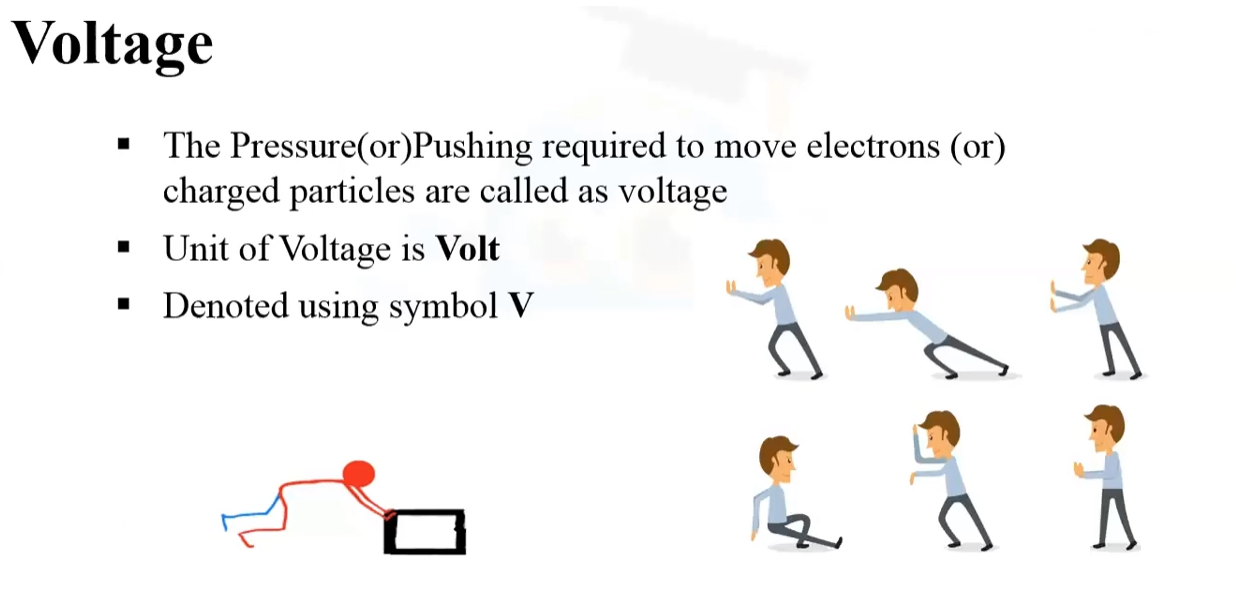 Voltage
▪ The Pressure(or)Pushing required to move electrons (or)
charged particles are called as voltage
▪ Unit of Voltage is Volt
▪ Denoted using symbol V